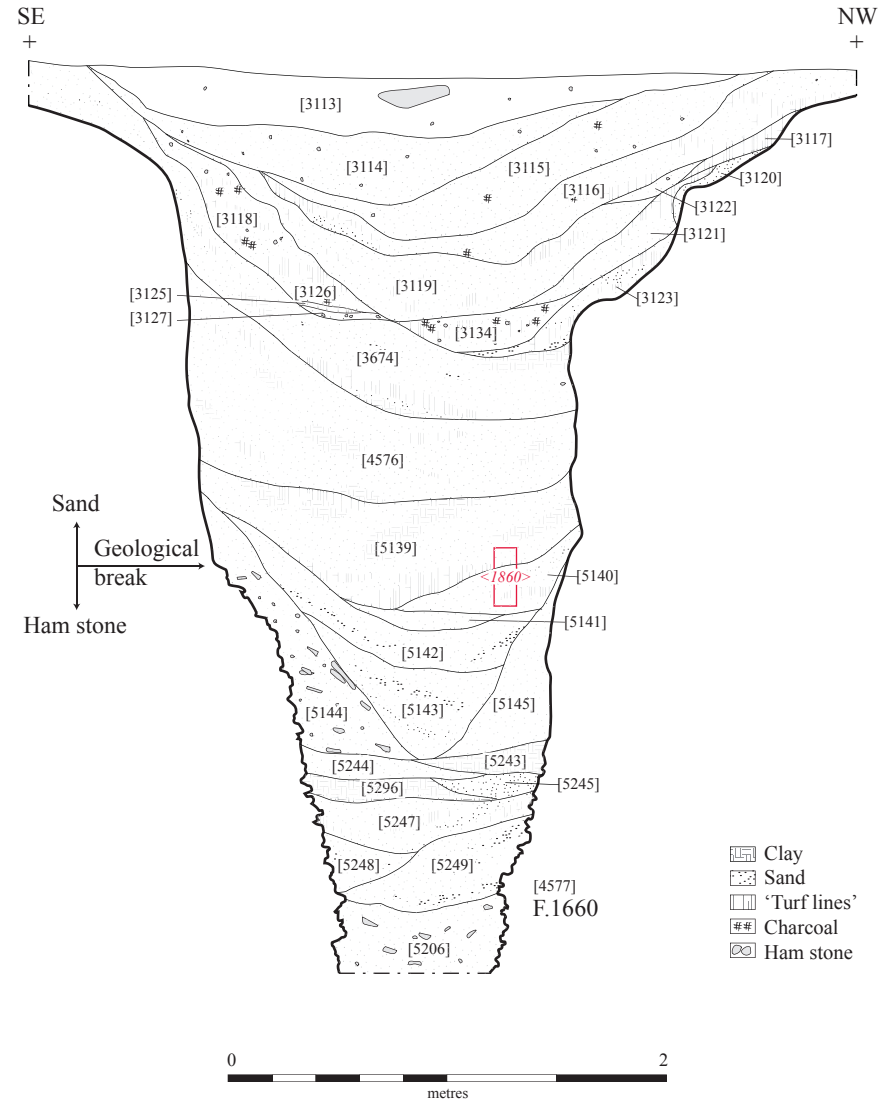 SE
NW
+
+
[3113]
[3117]
[3114]
[3115]
[3120]
[3116]
[3118]
[3122]
[3121]
[3119]
[3125]
[3126]
[3123]
[3127]
[3134]
[3674]
[4576]
Sand
[5139]
Geological
break
<1860>
[5140]
Ham stone
[5141]
[5142]
[5145]
[5144]
[5143]
[5243]
[5244]
[5245]
[5296]
[5247]
[5248]
[5249]
[4577]
F.1660
[5206]
Clay
Sand
'Turf lines'
Charcoal
Ham stone
0
2
metres